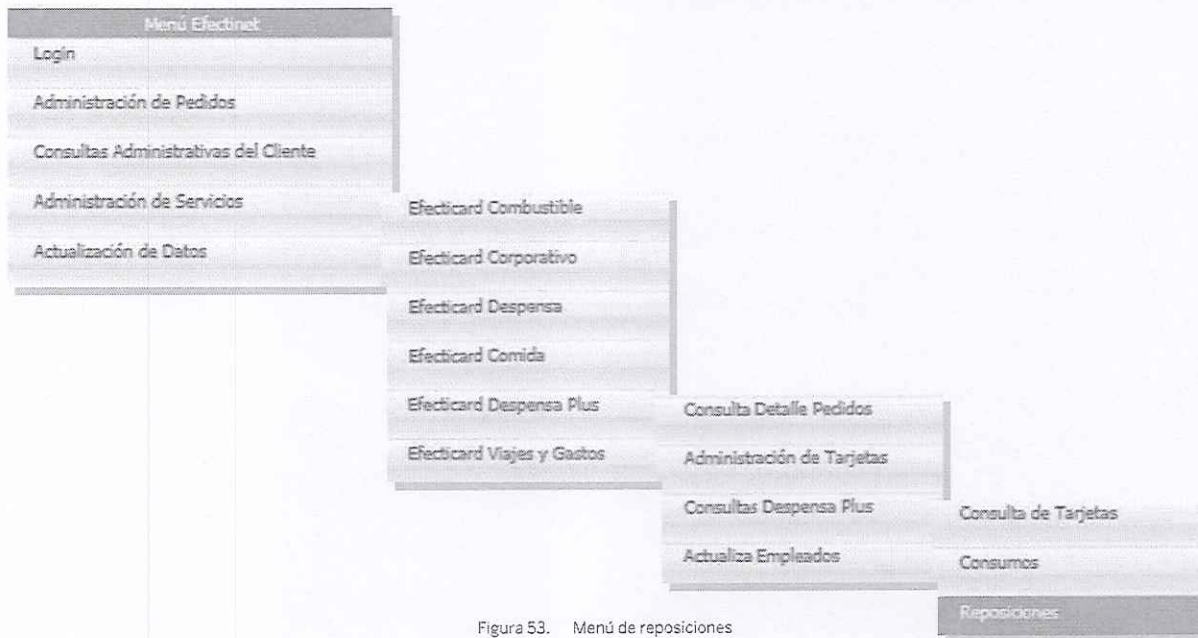 Menú Efectinet
Login
Administración de Pedidos
Consultas Administrativas del Cliente
Administración de Servicios
Actualización de Datos
Efecticard Combustible
Efecticard Corporativo
Efecticard Despensa
Efecticard Comida
Efecticard Despensa Plus
Efecticard Viajes y Gastos
Consulta Detalle Pedidos
Administración de Tarjetas
Consultas Despensa Plus
Actualiza Empleados
Consulta de Tarjetas
Consumos
Reposiciones
Figura 53. Menú de reposiciones